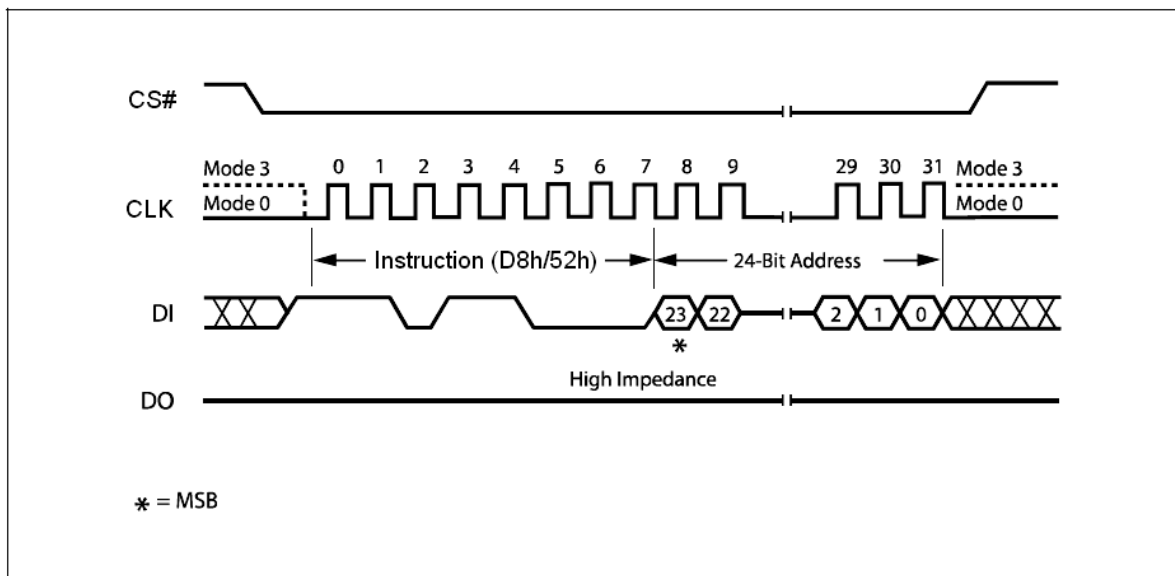 CS#
Mode 3 0 1 2 3 4 5 6 7 8 9 29 30 31 Mode 3
CLK Mode 0 Mode 0
Instruction (D8h/52h) 24-Bit Address
DI 23 22 2 1 0
*
High Impedance
DO
* = MSB